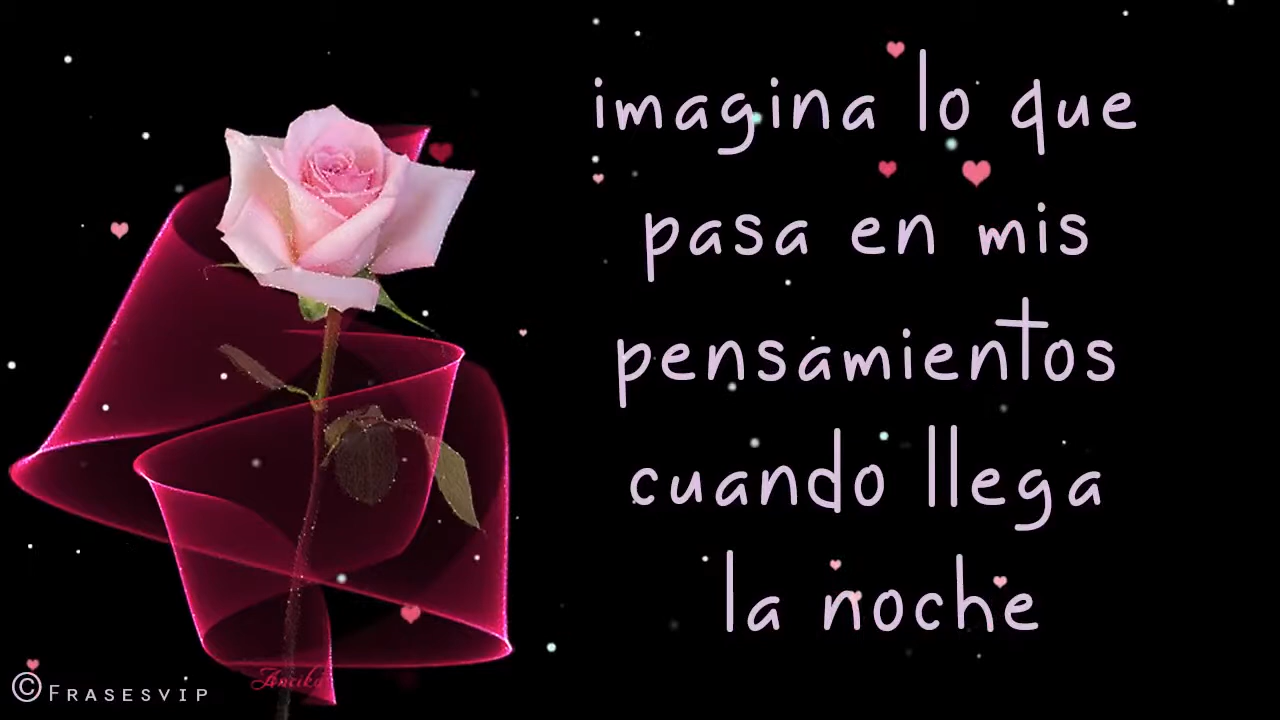 imagina lo que
pasa en mis
pensamientos
cuando llega
la noche
©FRASESVIP